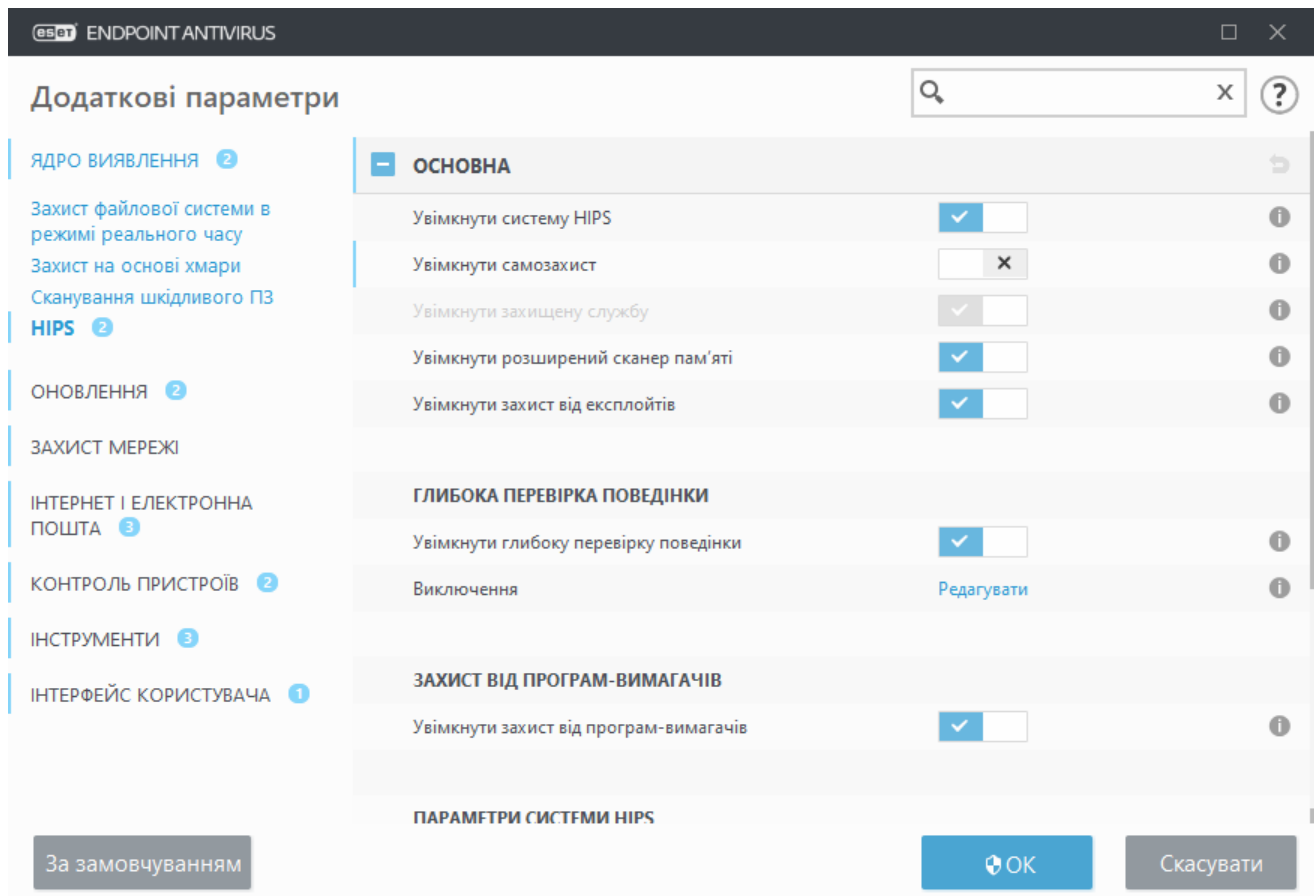 eset ENDPOINT ANTIVIRUS
Додаткові параметри
x
?
ЯДРО ВИЯВЛЕННЯ 2
Захист файлової системи в
режимі реального часу
Захист на основі хмари
Сканування шкідливого ПЗ
HIPS 2
ОНОВЛЕННЯ 2
ЗАХИСТ МЕРЕЖІ
ІНТЕРНЕТ І ЕЛЕКТРОННА
ПОШТА 3
КОНТРОЛЬ ПРИСТРОЇВ 2
ІНСТРУМЕНТИ 3
ІНТЕРФЕЙС КОРИСТУВАЧА 1
ОСНОВНА
Увімкнути систему HIPS
Увімкнути самозахист
Увімкнути захищену службу
Увімкнути розширений сканер пам’яті
Увімкнути захист від експлойтів
ГЛИБОКА ПЕРЕВІРКА ПОВЕДІНКИ
Увімкнути глибоку перевірку поведінки
Виключення Редагувати
ЗАХИСТ ВІД ПРОГРАМ-ВИМАГАЧІВ
Увімкнути захист від програм-вимагачів
ПАРАМЕТРИ СИСТЕМИ HIPS
За замовчуванням
OK
Скасувати